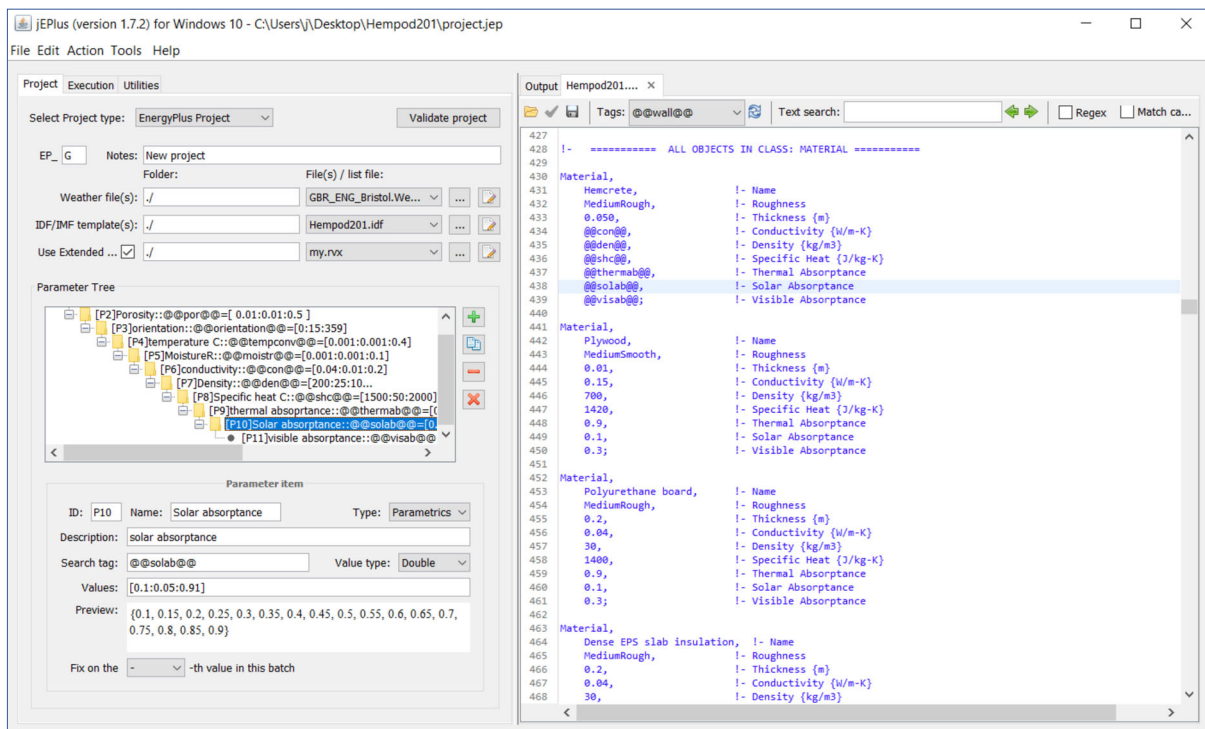 jEPlus (version 1.7.2) for Windows 10 - C:\Users\j\Desktop\Hempod201\project.jep
File Edit Action Tools Help
Project Execution Utilities
Select Project type: EnergyPlus Project Validate project
EP_ G Notes: New project
Folder: File(s) / list file:
Weather file(s): ./ GBR_ENG_Bristol.We... ...
IDF/IMF template(s): ./ Hempod201.idf ...
Use Extended ... ./ my.rvx ...
Parameter Tree
[P2]Porosity::@@por@@=[ 0.01:0.01:0.5 ]
[P3]orientation::@@orientation@@=[0:15:359]
[P4]temperature C::@@tempconv@@=[0.001:0.001:0.4]
[P5]MoistureR::@@moistr@@=[0.001:0.001:0.1]
[P6]conductivity::@@con@@=[0.04:0.01:0.2]
[P7]Density::@@den@@=[200:25:10...
[P8]Specific heat C::@@shc@@=[1500:50:2000]
[P9]thermal absoprtance::@@thermab@@=[0
[P10]Solar absorptance::@@solab@@=[0.
[P11]visible absorptance::@@visab@@
Parameter item
ID: P10 Name: Solar absorptance Type: Parametrics
Description: solar absorptance
Search tag: @@solab@@ Value type: Double
Values: [0.1:0.05:0.91]
Preview: {0.1, 0.15, 0.2, 0.25, 0.3, 0.35, 0.4, 0.45, 0.5, 0.55, 0.6, 0.65, 0.7,
0.75, 0.8, 0.85, 0.9}
Fix on the - -th value in this batch
Output Hempod201.... ×
Tags: @@wall@@ Text search: Regex Match ca...
427
428 !- =========== ALL OBJECTS IN CLASS: MATERIAL ===========
429
430 Material,
431 Hemcrete, !- Name
432 MediumRough, !- Roughness
433 0.050, !- Thickness {m}
434 @@con@@, !- Conductivity {W/m-K}
435 @@den@@, !- Density {kg/m3}
436 @@shc@@, !- Specific Heat {J/kg-K}
437 @@thermab@@, !- Thermal Absorptance
438 @@solab@@, !- Solar Absorptance
439 @@visab@@; !- Visible Absorptance
440
441 Material,
442 Plywood, !- Name
443 MediumSmooth, !- Roughness
444 0.01, !- Thickness {m}
445 0.15, !- Conductivity {W/m-K}
446 700, !- Density {kg/m3}
447 1420, !- Specific Heat {J/kg-K}
448 0.9, !- Thermal Absorptance
449 0.1, !- Solar Absorptance
450 0.3; !- Visible Absorptance
451
452 Material,
453 Polyurethane board, !- Name
454 MediumRough, !- Roughness
455 0.2, !- Thickness {m}
456 0.04, !- Conductivity {W/m-K}
457 30, !- Density {kg/m3}
458 1400, !- Specific Heat {J/kg-K}
459 0.9, !- Thermal Absorptance
460 0.1, !- Solar Absorptance
461 0.3; !- Visible Absorptance
462
463 Material,
464 Dense EPS slab insulation, !- Name
465 MediumRough, !- Roughness
466 0.2, !- Thickness {m}
467 0.04, !- Conductivity {W/m-K}
468 30, !- Density {kg/m3}